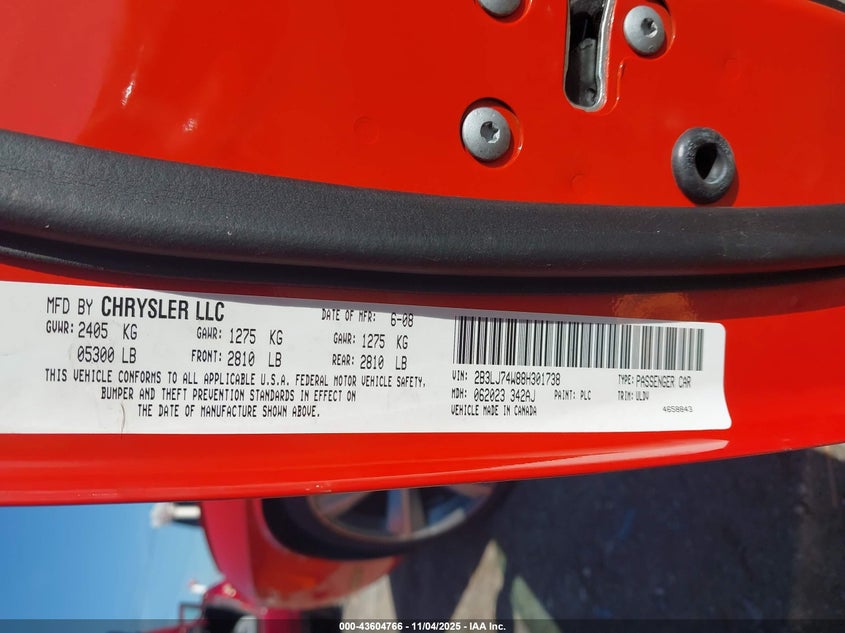 MFD BY CHRYSLER LLC DATE OF MFR: 6-08
GVWR: 2405 KG GAWR: 1275 KG GAWR: 1275 KG
05300 LB FRONT: 2810 LB REAR: 2810 LB
THIS VEHICLE CONFORMS TO ALL APPLICABLE U.S.A. FEDERAL MOTOR VEHICLE SAFETY,
BUMPER AND THEFT PREVENTION STANDARDS IN EFFECT ON
THE DATE OF MANUFACTURE SHOWN ABOVE.
VIN: 2B3LJ74W88H301738 TYPE: PASSENGER CAR
MDH: 062023 342AJ PAINT: PLC TRIM: ULDV
VEHICLE MADE IN CANADA 4658843
000-43604766 - 11/04/2025 - IAA Inc.